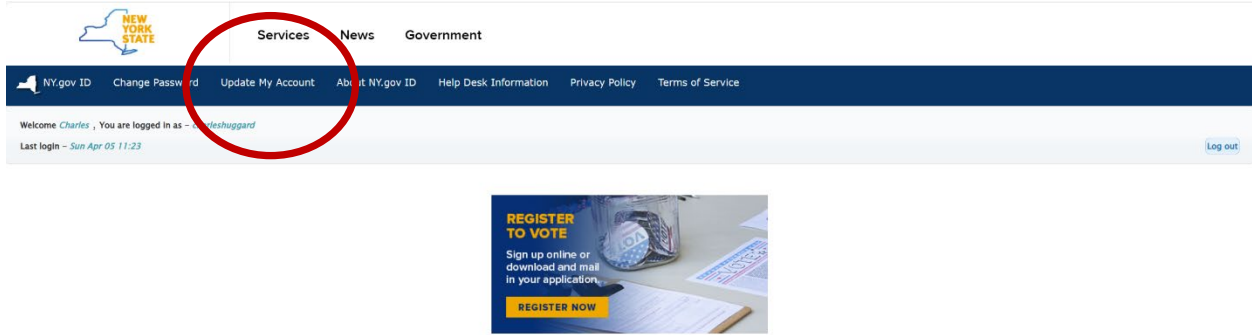 NEW
YORK
STATE
Services News Government
NY.gov ID Change Password Update My Account About NY.gov ID Help Desk Information Privacy Policy Terms of Service
Welcome Charles , You are logged in as – charleshuggard
Last login – Sun Apr 05 11:23
Log out
REGISTER
TO VOTE
Sign up online or
download and mail
in your application.
REGISTER NOW
VOT
VOTE